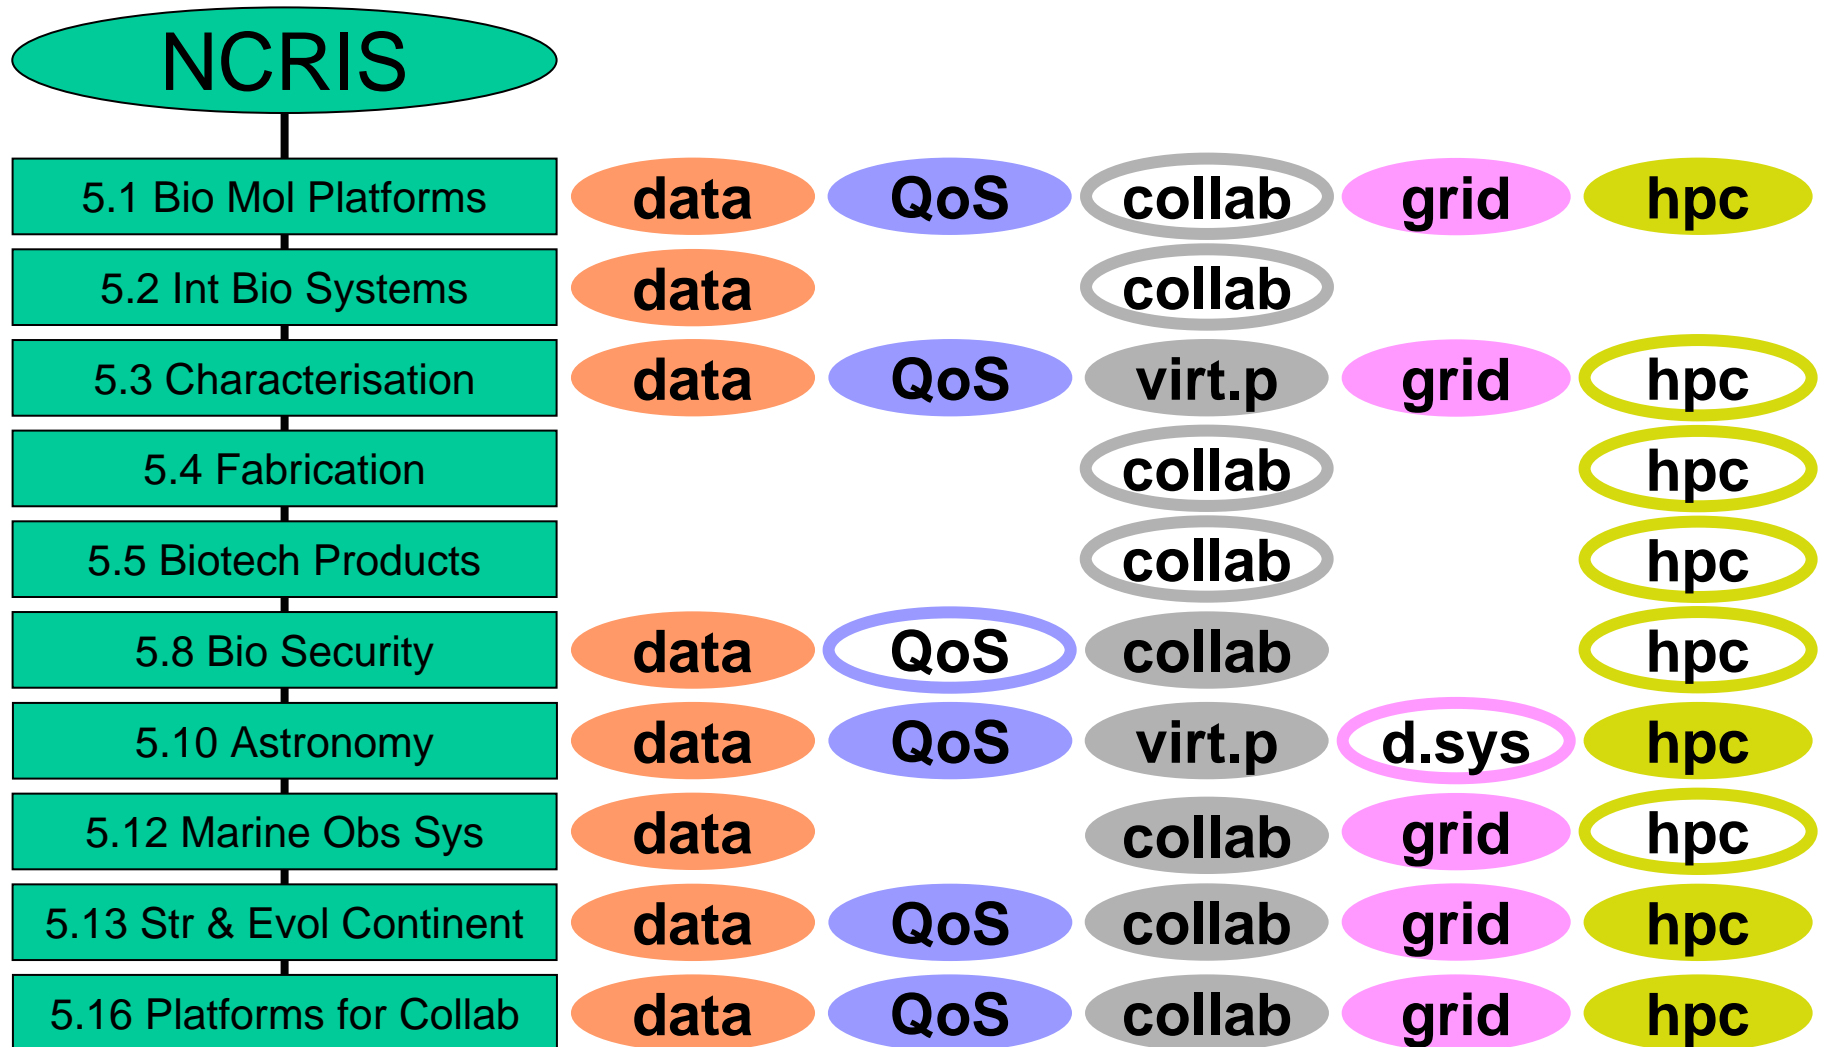 NCRIS
5.1 Bio Mol Platforms data QoS collab grid hpc
5.2 Int Bio Systems data collab
5.3 Characterisation data QoS virt.p grid hpc
5.4 Fabrication collab hpc
5.5 Biotech Products collab hpc
5.8 Bio Security data QoS collab hpc
5.10 Astronomy data QoS virt.p d.sys hpc
5.12 Marine Obs Sys data collab grid hpc
5.13 Str & Evol Continent data QoS collab grid hpc
5.16 Platforms for Collab data QoS collab grid hpc